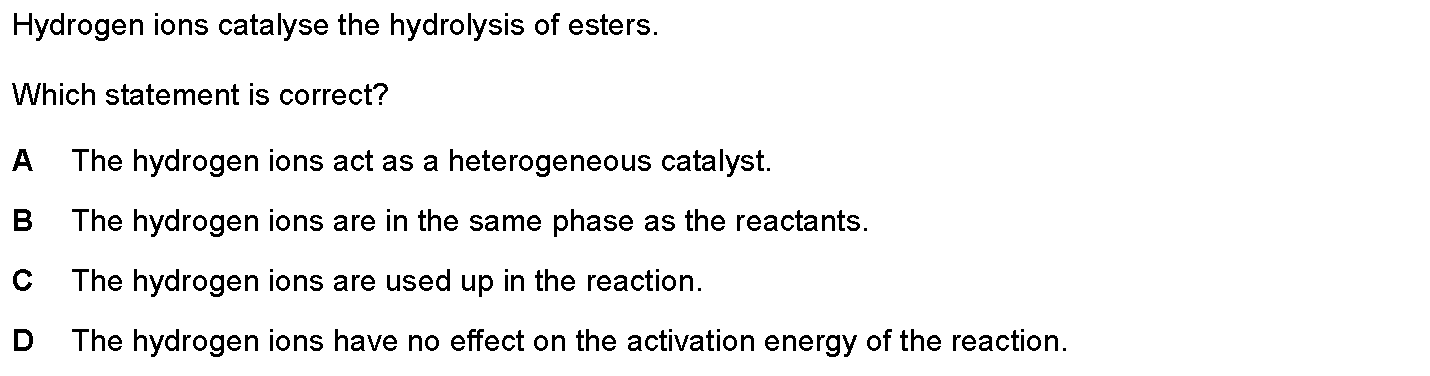 Hydrogen ions catalyse the hydrolysis of esters.
Which statement is correct?
A The hydrogen ions act as a heterogeneous catalyst.
B The hydrogen ions are in the same phase as the reactants.
C The hydrogen ions are used up in the reaction.
D The hydrogen ions have no effect on the activation energy of the reaction.